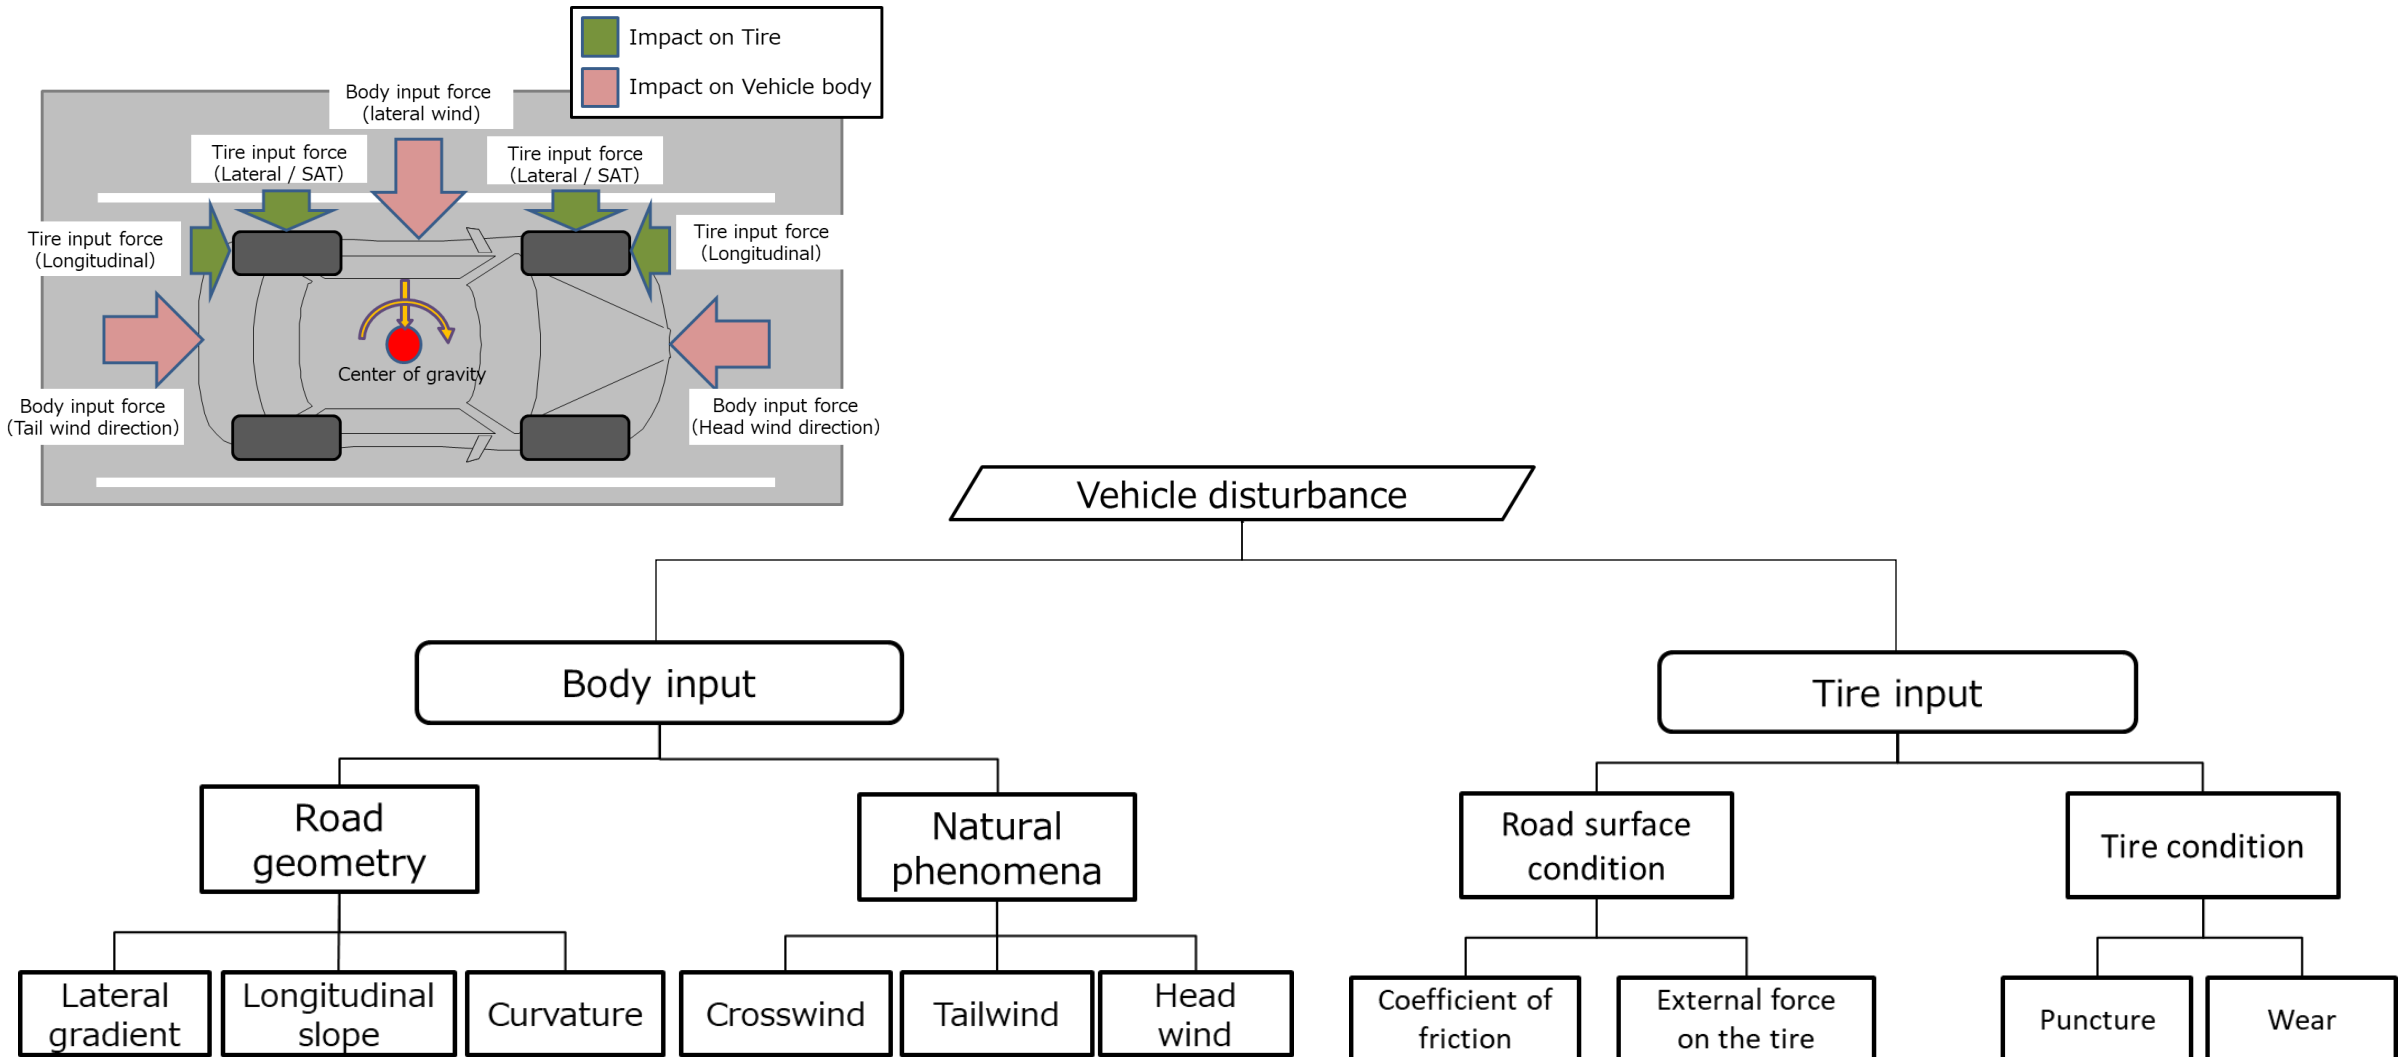 Impact on Tire
Impact on Vehicle body
Body input force
(lateral wind)
Tire input force
(Lateral / SAT)
Tire input force
(Lateral / SAT)
Tire input force
(Longitudinal)
Tire input force
(Longitudinal)
Center of gravity
Body input force
(Tail wind direction)
Body input force
(Head wind direction)
Vehicle disturbance
Body input
Tire input
Road
geometry
Natural
phenomena
Road surface
condition
Tire condition
Lateral
gradient
Longitudinal
slope
Curvature
Crosswind
Tailwind
Head
wind
Coefficient of
friction
External force
on the tire
Puncture
Wear